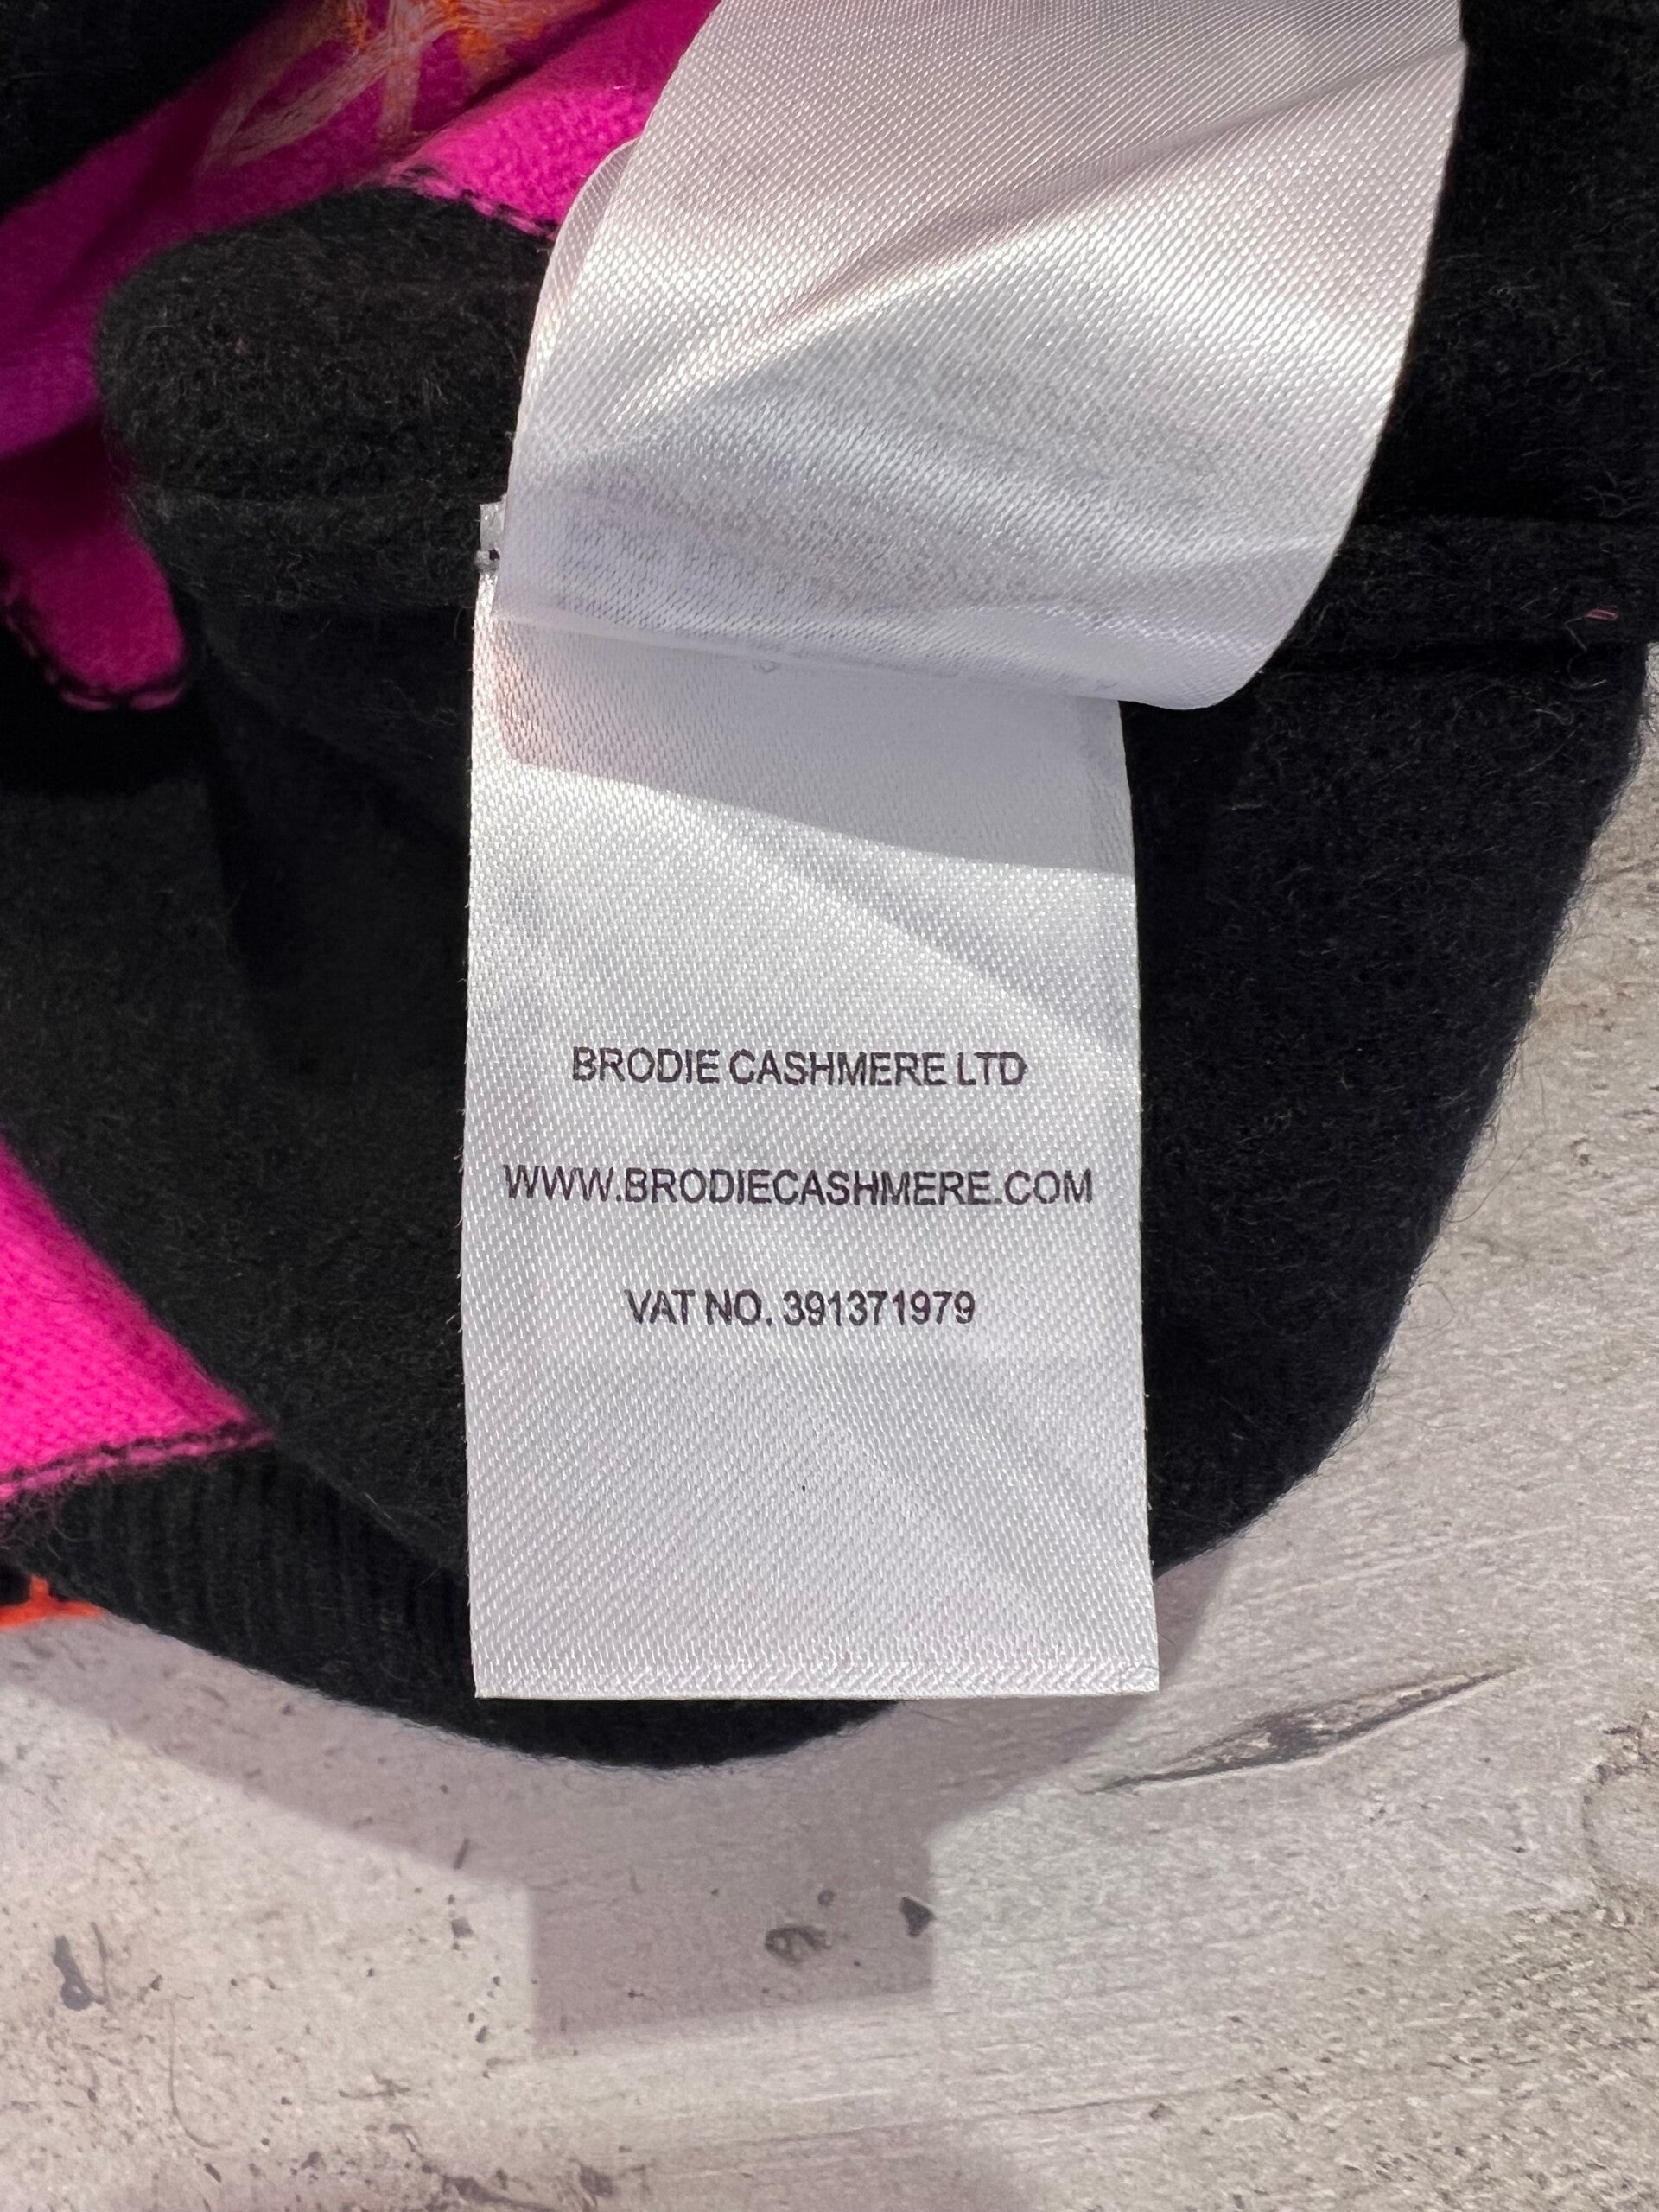 BRODIE CASHMERE LTD
WWW.BRODIECASHMERE.COM
VAT NO. 391371979